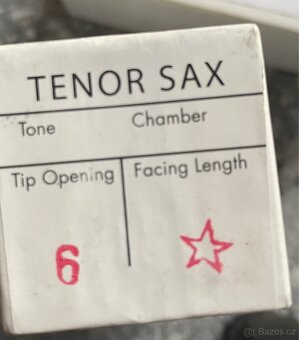 TENOR SAX
Tone Chamber
Tip Opening Facing Length
6 ☆
@ Bazos.cz